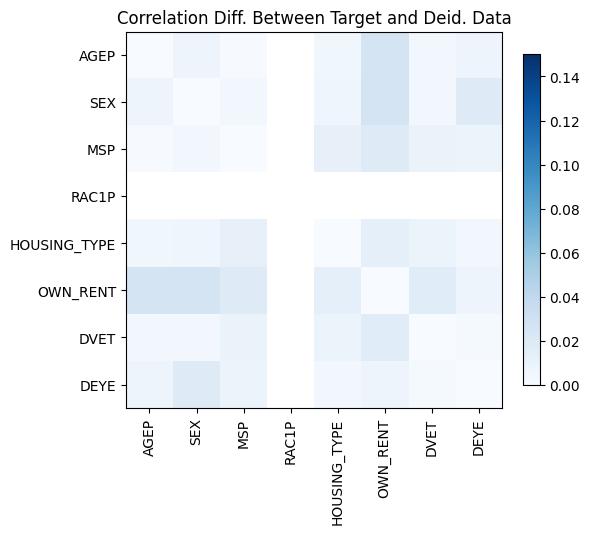 Correlation Diff. Between Target and Deid. Data
AGEP
SEX
MSP
RAC1P
HOUSING_TYPE
OWN_RENT
DVET
DEYE
AGEP
SEX
MSP
RAC1P
HOUSING_TYPE
OWN_RENT
DVET
DEYE
0.14
0.12
0.10
0.08
0.06
0.04
0.02
0.00